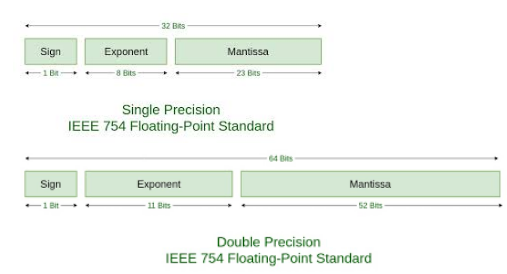 32 Bits
Sign Exponent Mantissa
1 Bit 8 Bits 23 Bits
Single Precision
IEEE 754 Floating-Point Standard
64 Bits
Sign Exponent Mantissa
1 Bit 11 Bits 52 Bits
Double Precision
IEEE 754 Floating-Point Standard